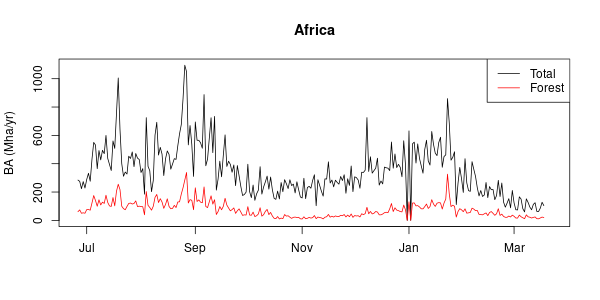 Africa
BA (Mha/yr)
1000
600
200
0
Total
Forest
Jul Sep Nov Jan Mar